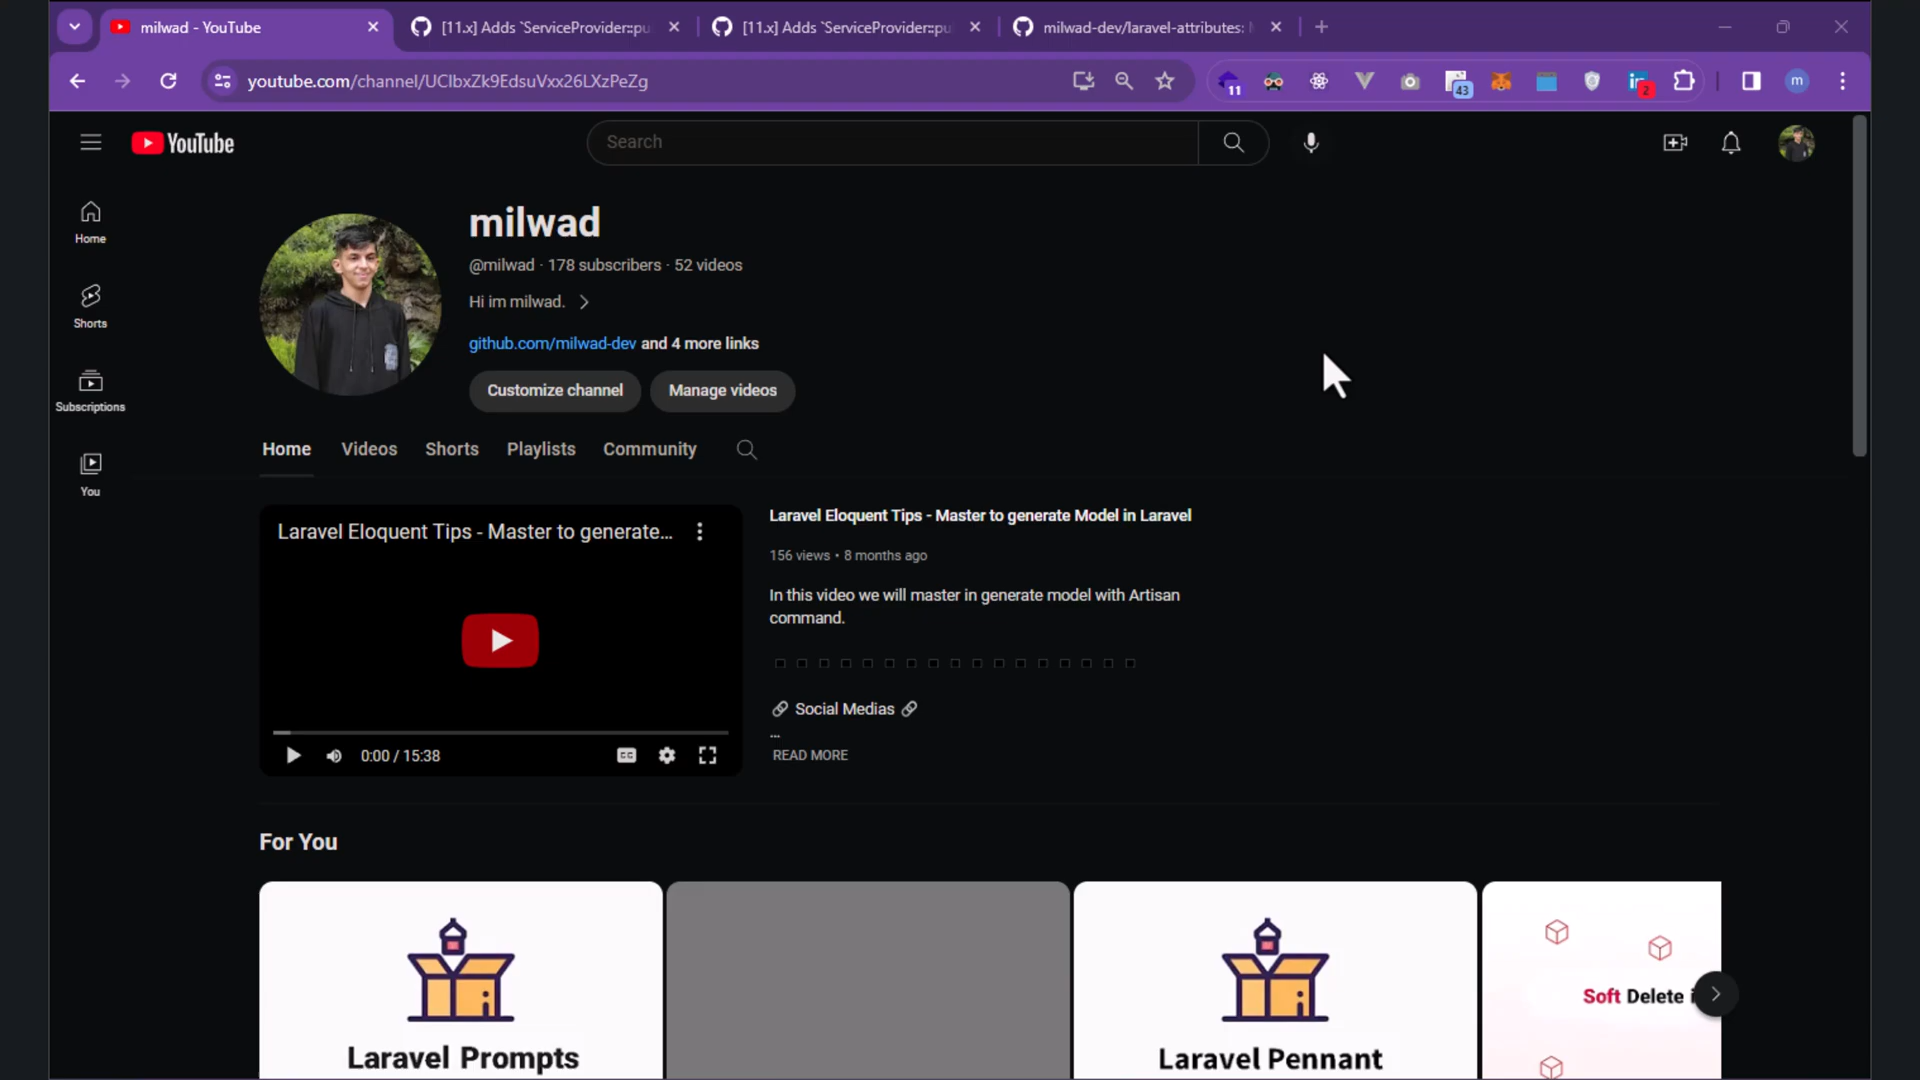 milwad - YouTube
[11.x] Adds `ServiceProvider::pu
[11.x] Adds `ServiceProvider::pu
milwad-dev/laravel-attributes:
youtube.com/channel/UCIbxZk9EdsuVxx26LXzPeZg
11
43
2
m
YouTube
Search
Home
Shorts
Subscriptions
You
milwad
@milwad · 178 subscribers · 52 videos
Hi im milwad.
github.com/milwad-dev and 4 more links
Customize channel
Manage videos
Home
Videos
Shorts
Playlists
Community
Laravel Eloquent Tips - Master to generate...
CC
0:00 / 15:38
Laravel Eloquent Tips - Master to generate Model in Laravel
156 views • 8 months ago
In this video we will master in generate model with Artisan
command.
Social Medias
...
READ MORE
For You
Laravel Prompts
Laravel Pennant
Soft Delete i